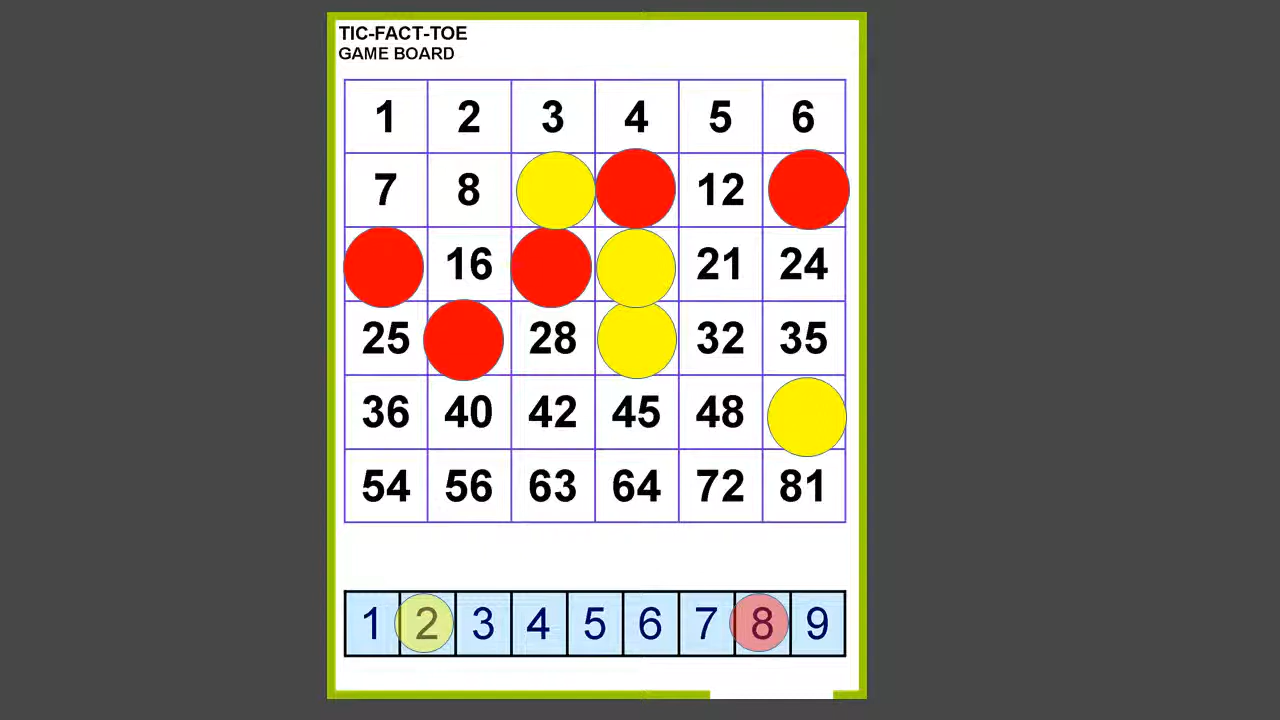 TIC-FACT-TOE
GAME BOARD
1 2 3 4 5 6
7 8 12
16 21 24
25 28 32 35
36 40 42 45 48
54 56 63 64 72 81
1 2 3 4 5 6 7 8 9